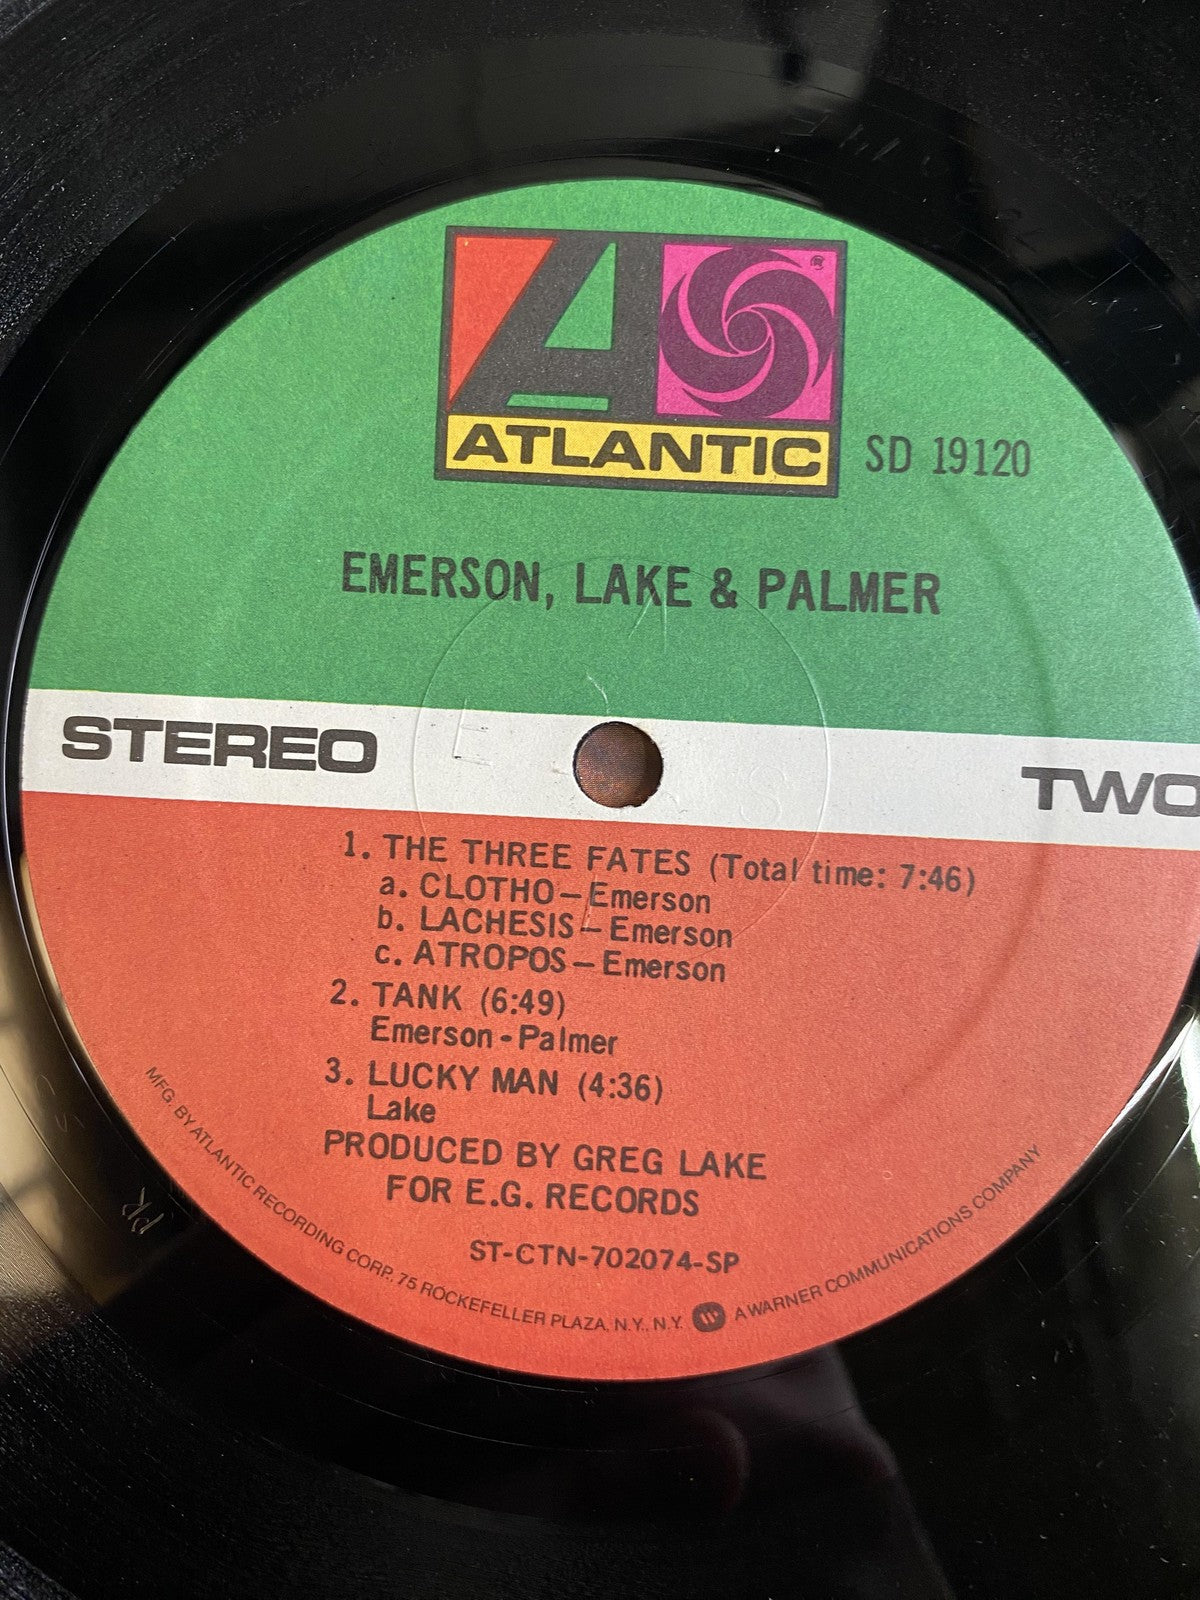 ATLANTIC
®
SD 19120
EMERSON, LAKE & PALMER
STEREO
TWO
1. THE THREE FATES (Total time: 7:46)
a. CLOTHO—Emerson
b. LACHESIS—Emerson
c. ATROPOS—Emerson
2. TANK (6:49)
Emerson-Palmer
3. LUCKY MAN (4:36)
Lake
PRODUCED BY GREG LAKE
FOR E.G. RECORDS
ST-CTN-702074-SP
MFG. BY ATLANTIC RECORDING CORP., 75 ROCKEFELLER PLAZA, N.Y., N.Y. A WARNER COMMUNICATIONS COMPANY
PR